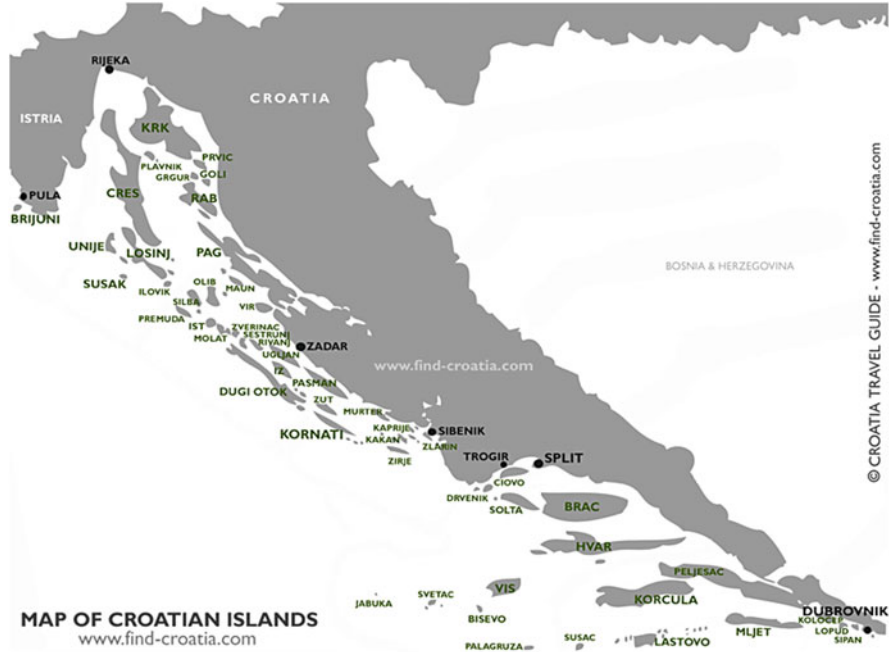 RIJEKA
CROATIA
ISTRIA
KRK
PRVIC
PLAVNIK
GRGUR
GOLI
CRES
RAB
PULA
BRIJUNI
UNIJE
LOSINJ
PAG
BOSNIA & HERZEGOVINA
SUSAK
ILOVIK
OLIB
MAUN
SILBA
VIR
PREMUDA
IST
MOLAT
ZVERINAC
SESTRUNJ
RIVANJ
ZADAR
UGLJAN
www.find-croatia.com
IZ
PASMAN
DUGI OTOK
ZUT
MURTER
KORNATI
KAPRIJE
SIBENIK
KAKAN
ZLARIN
ZIRJE
TROGIR
SPLIT
CIOVO
DRVENIK
SOLTA
BRAC
HVAR
PELJESAC
VIS
KORCULA
JABUKA
SVETAC
BISEVO
DUBROVNIK
KOLOCEP
LOPUD
SIPAN
MLJET
SUSAC
LASTOVO
PALAGRUZA
MAP OF CROATIAN ISLANDS
www.find-croatia.com
© CROATIA TRAVEL GUIDE - www.find-croatia.com